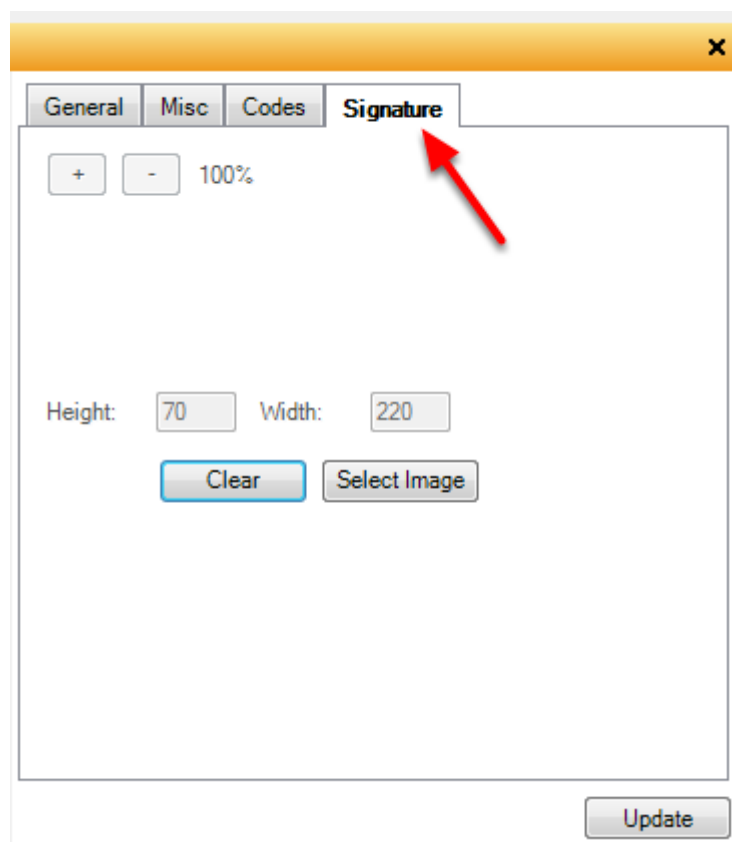 General Misc Codes Signature
+ - 100%
Height: 70 Width: 220
Clear Select Image
Update